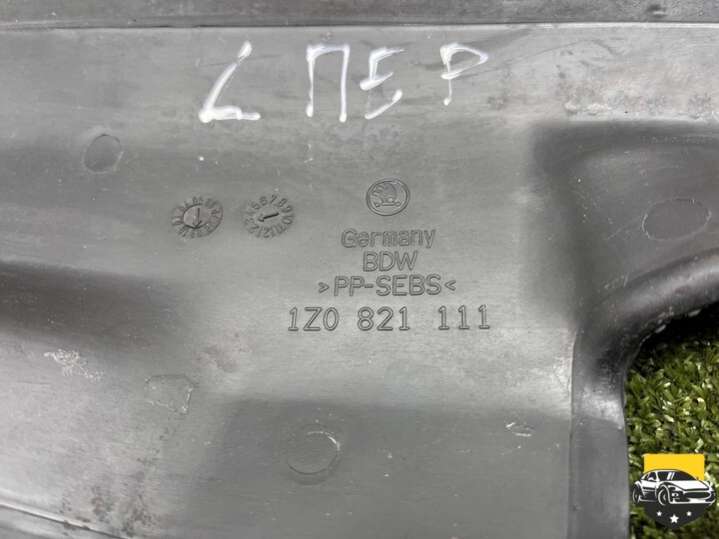 L ПЕР
Germany
BDW
>PP-SEBS<
1Z0 821 111